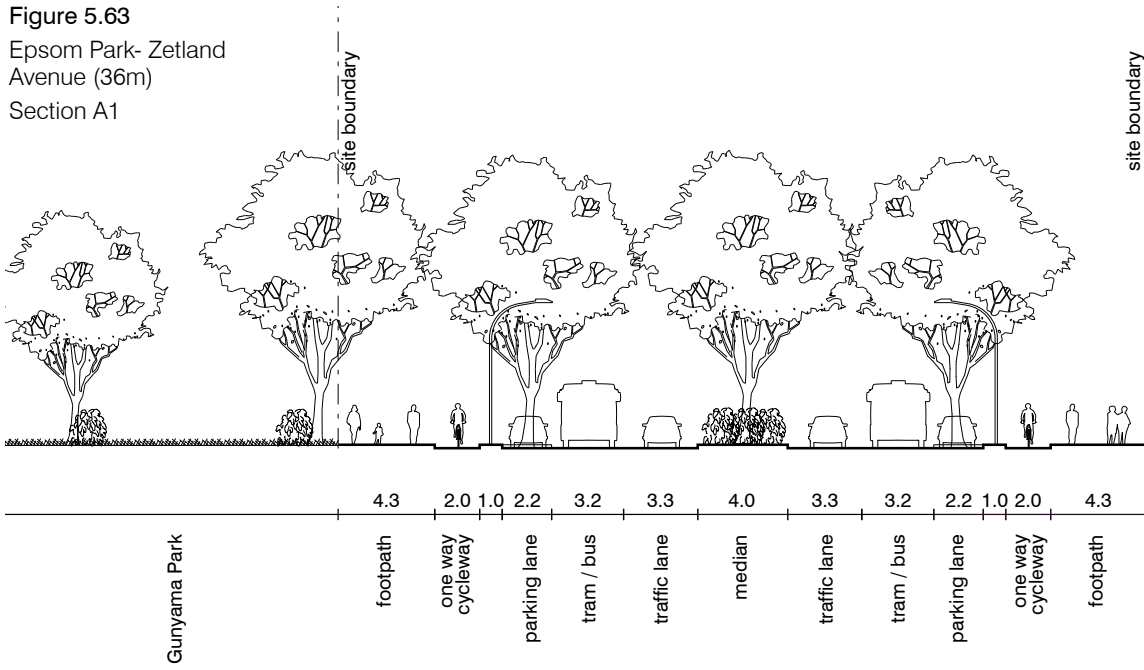 Figure 5.63
Epsom Park- Zetland
Avenue (36m)
Section A1
site boundary
site boundary
4.3
2.0
1.0
2.2
3.2
3.3
4.0
3.3
3.2
2.2
1.0
2.0
4.3
Gunyama Park
footpath
one way
cycleway
parking lane
tram / bus
traffic lane
median
traffic lane
tram / bus
parking lane
one way
cycleway
footpath